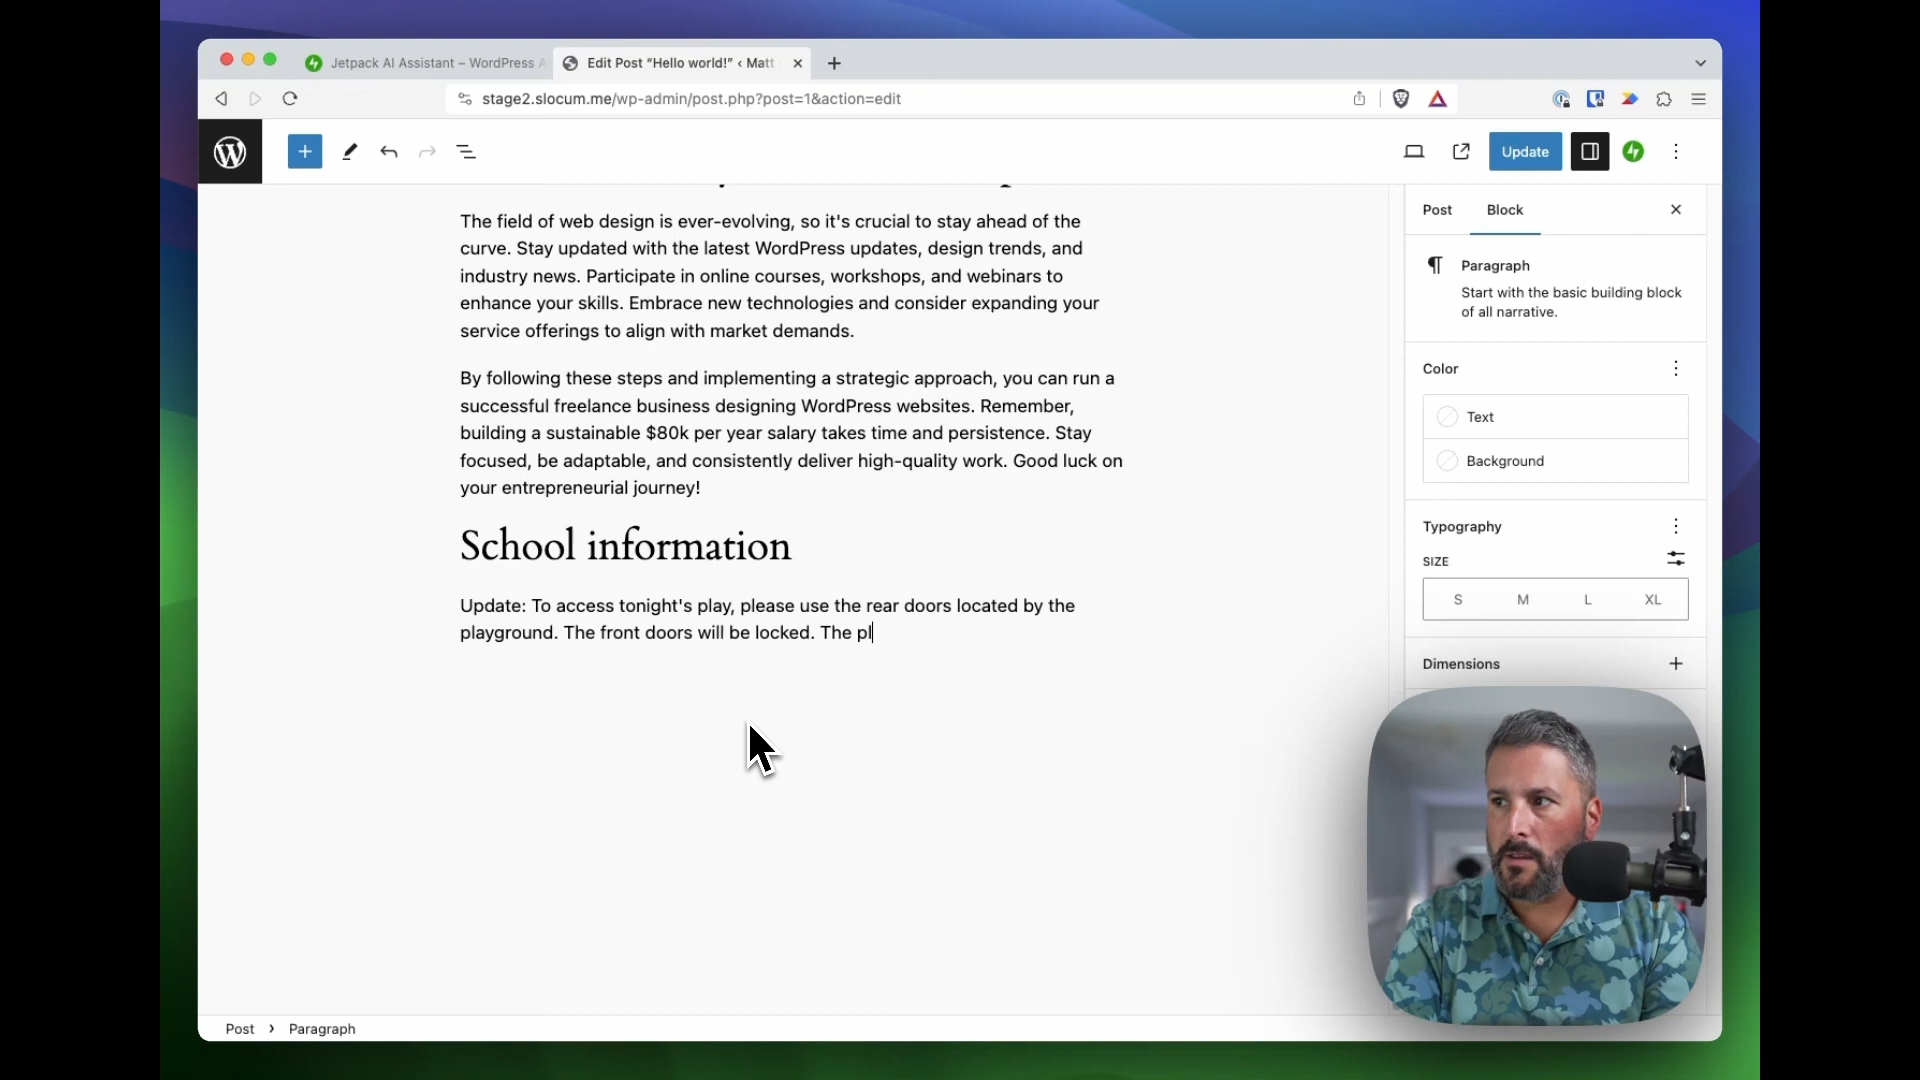 Jetpack AI Assistant – WordPress A
Edit Post “Hello world!” ‹ Matt
stage2.slocum.me/wp-admin/post.php?post=1&action=edit
Update
The field of web design is ever-evolving, so it's crucial to stay ahead of the
curve. Stay updated with the latest WordPress updates, design trends, and
industry news. Participate in online courses, workshops, and webinars to
enhance your skills. Embrace new technologies and consider expanding your
service offerings to align with market demands.
By following these steps and implementing a strategic approach, you can run a
successful freelance business designing WordPress websites. Remember,
building a sustainable $80k per year salary takes time and persistence. Stay
focused, be adaptable, and consistently deliver high-quality work. Good luck on
your entrepreneurial journey!
School information
Update: To access tonight's play, please use the rear doors located by the
playground. The front doors will be locked. The pl
Post
Block
Paragraph
Start with the basic building block
of all narrative.
Color
Text
Background
Typography
SIZE
S M L XL
Dimensions
Post › Paragraph